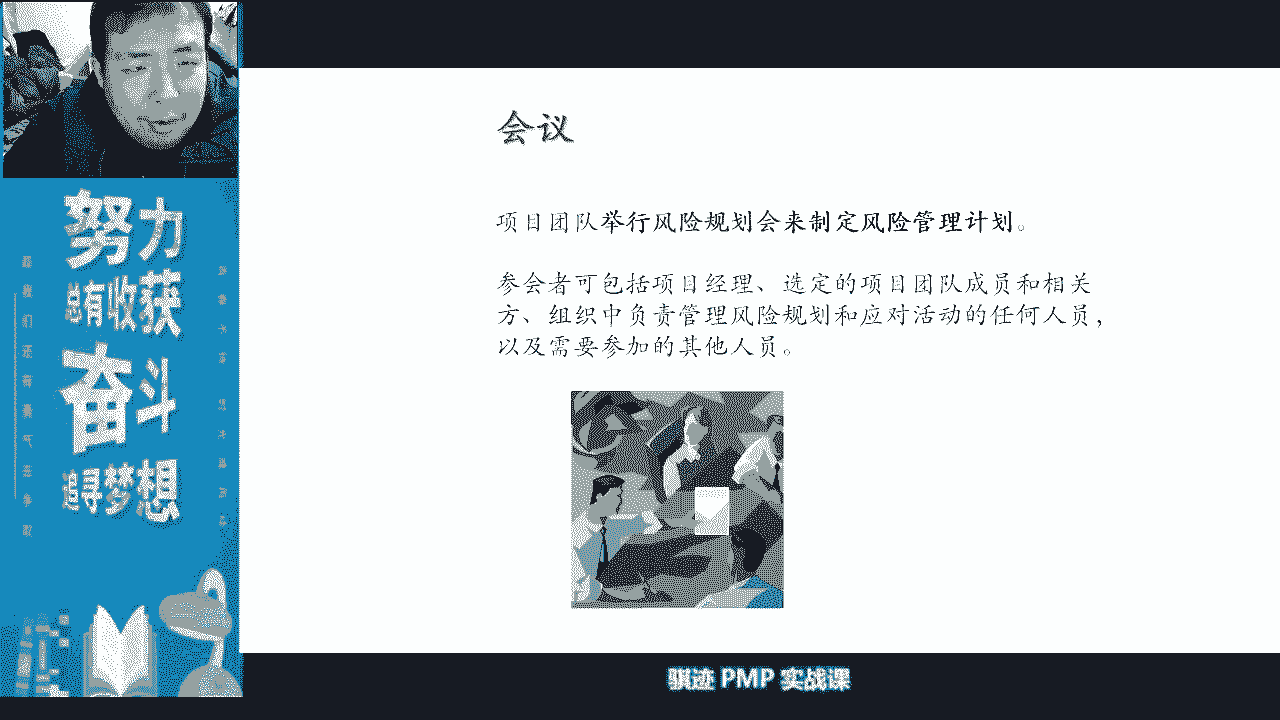 会议
项目团队举行风险规划会来制定风险管理计划。
参会者可包括项目经理、选定的项目团队成员和相关
方、组织中负责管理风险规划和应对活动的任何人员，
以及需要参加的其他人员。
努力
总有收获
奋斗
追寻梦想
骐迹 PMP 实战课